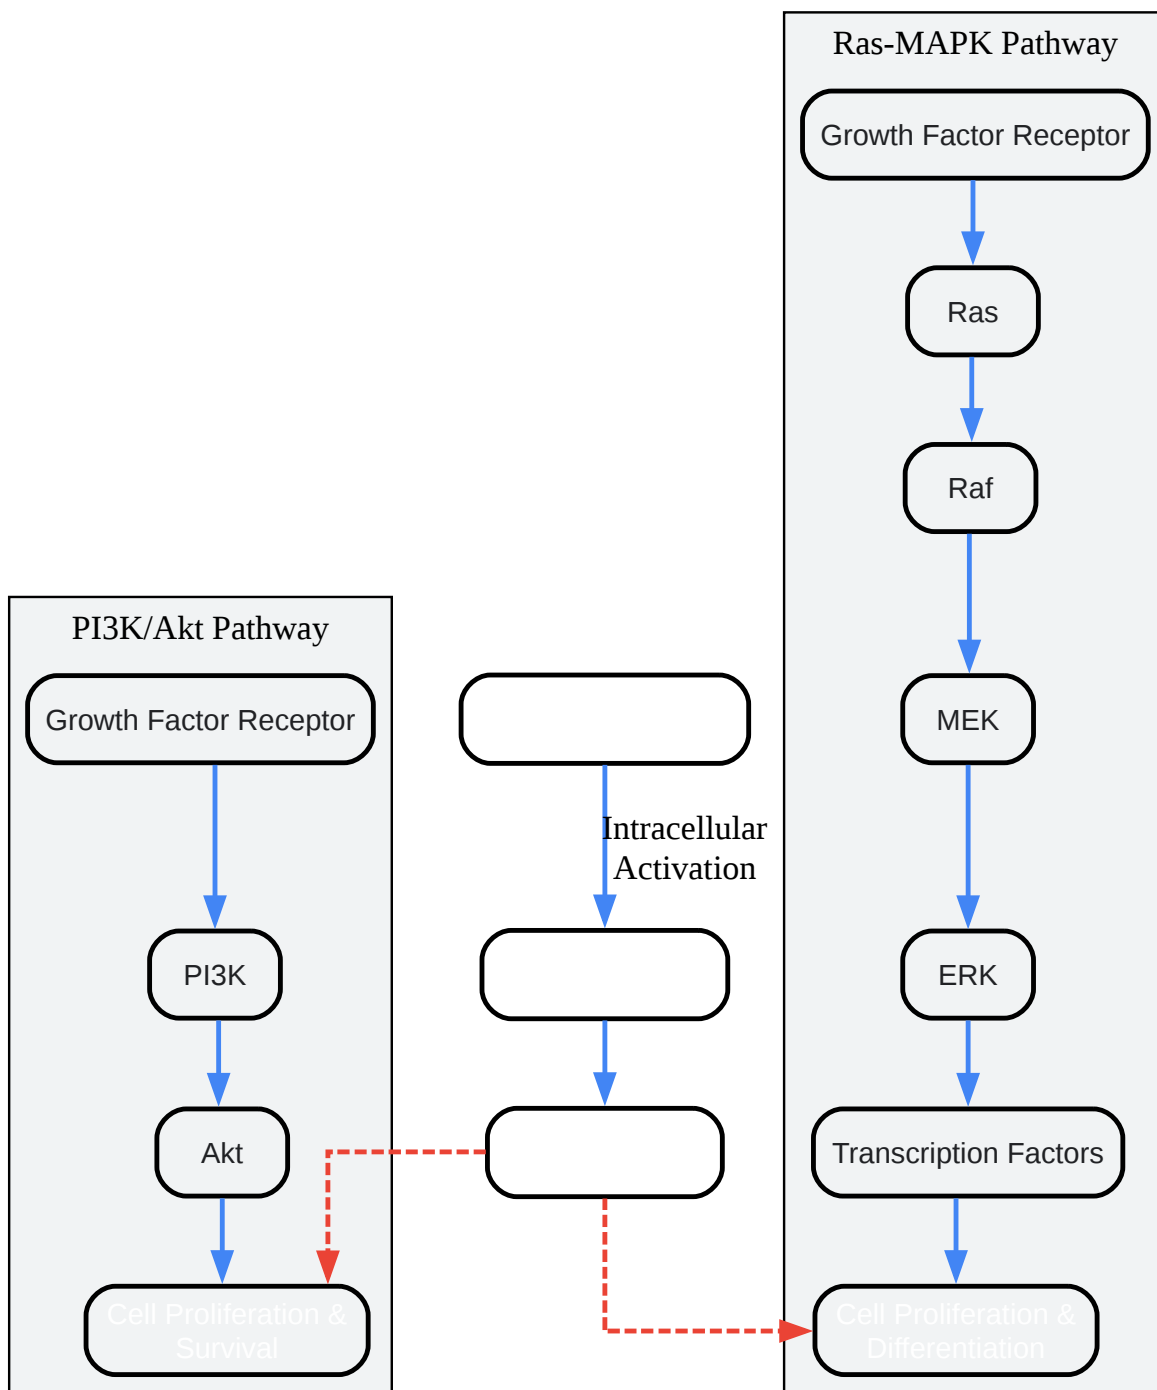 Ras-MAPK Pathway
Growth Factor Receptor
Ras
Raf
MEK
ERK
Transcription Factors
Cell Proliferation &
Differentiation
PI3K/Akt Pathway
Growth Factor Receptor
PI3K
Akt
Cell Proliferation &
Survival
Intracellular
Activation